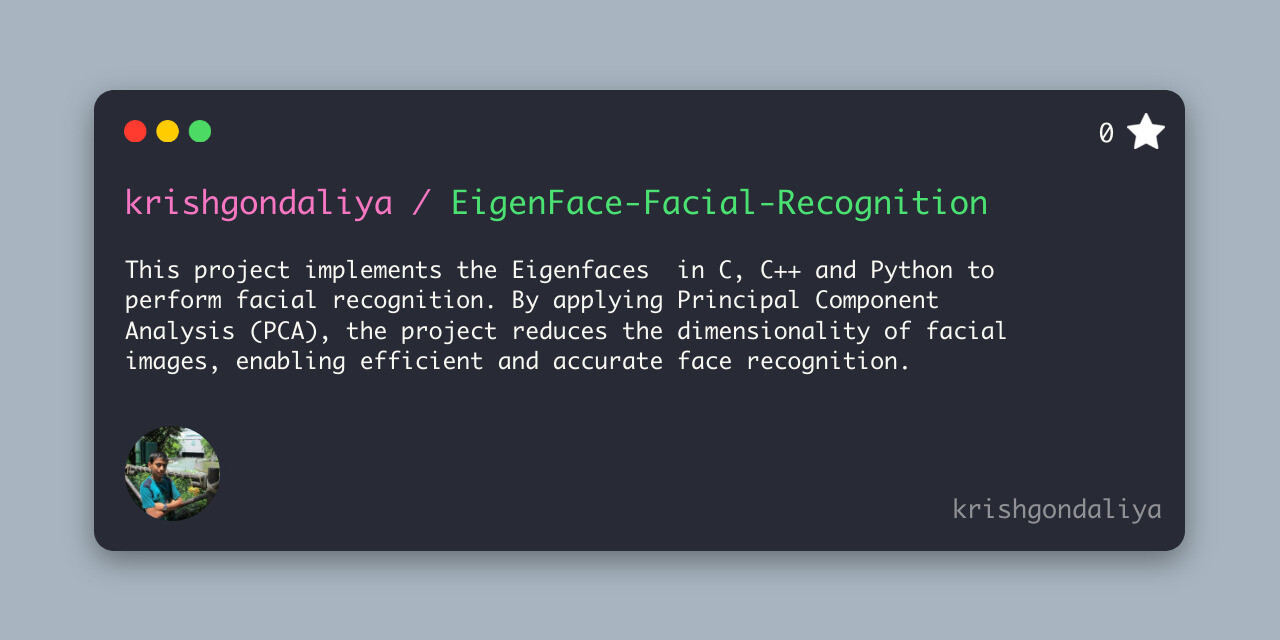 0
krishgondaliya / EigenFace-Facial-Recognition
This project implements the Eigenfaces  in C, C++ and Python to
perform facial recognition. By applying Principal Component
Analysis (PCA), the project reduces the dimensionality of facial
images, enabling efficient and accurate face recognition.
krishgondaliya